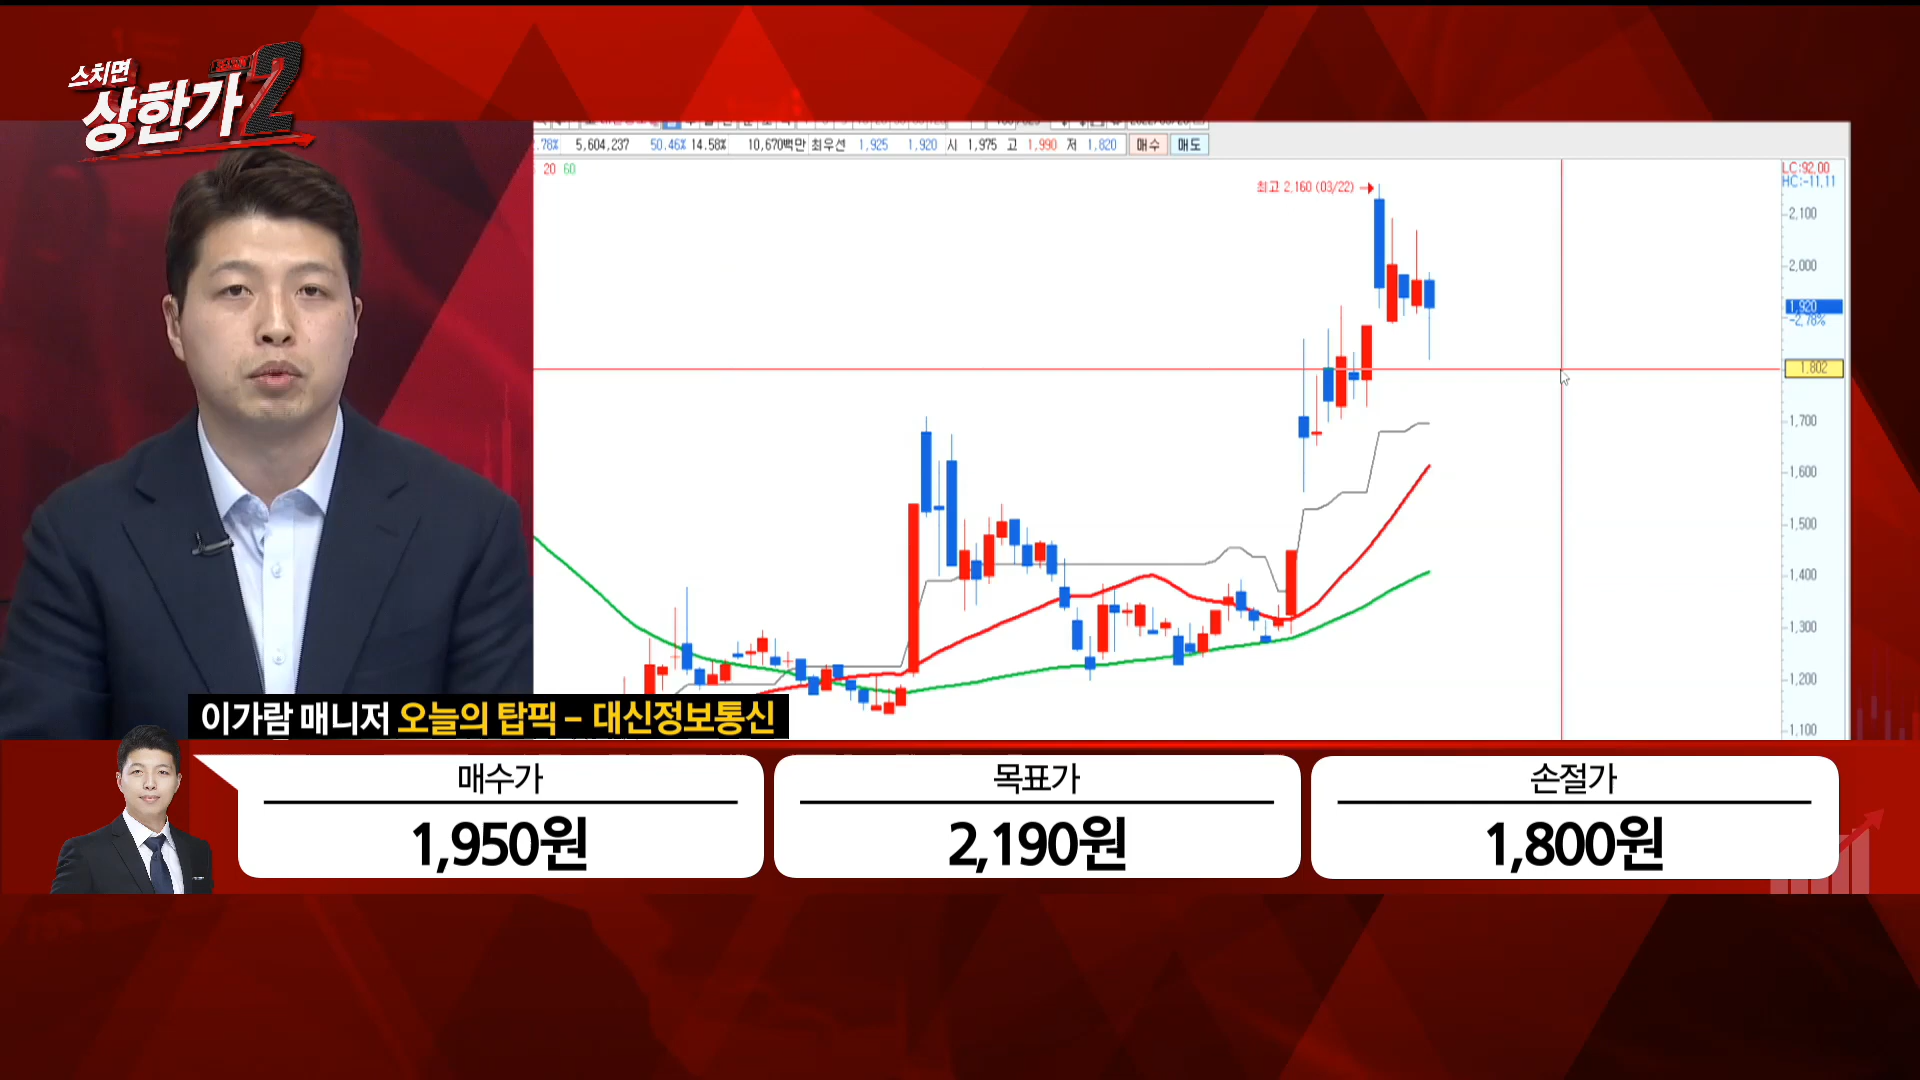 스치면
상한가 2
.78% 5,604,237 50.46% 14.58% 10,670백만 최우선 1,925 1,920 시 1,975 고 1,990 저 1,820 매수 매도
20 60
최고 2,160 (03/22)
LC:92.00
HC:-11.11
2,100
2,000
1,920
-2.78%
1,802
1,700
1,600
1,500
1,400
1,300
1,200
1,100
이가람 매니저 오늘의 탑픽 – 대신정보통신
매수가
1,950원
목표가
2,190원
손절가
1,800원